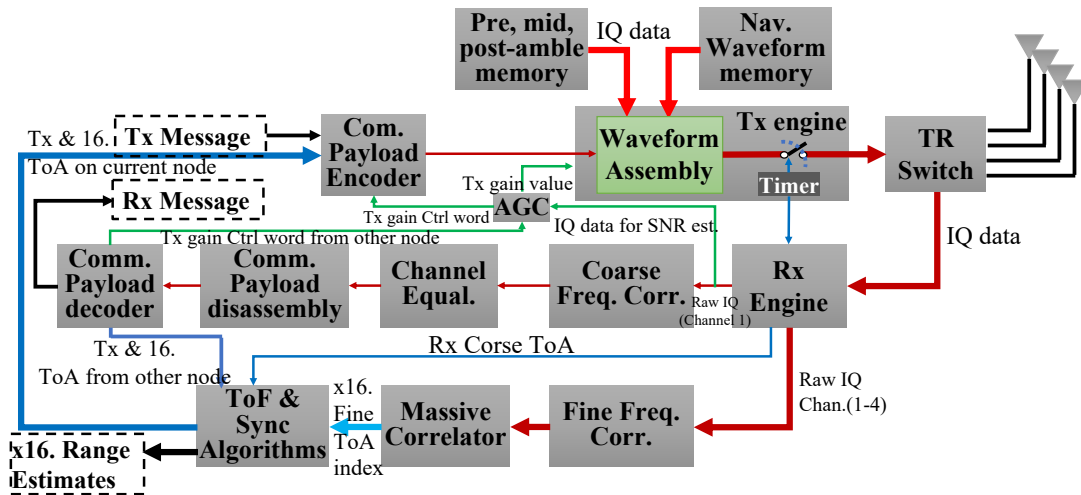 Pre, mid,
post-amble
memory
IQ data
Nav.
Waveform
memory
Tx & 16.
ToA on current node
Tx Message
Rx Message
Com.
Payload
Encoder
Waveform
Assembly
Tx engine
Timer
TR
Switch
Tx gain value
AGC
Tx gain Ctrl word
IQ data for SNR est.
Tx gain Ctrl word from other node
IQ data
Comm.
Payload
decoder
Comm.
Payload
disassembly
Channel
Equal.
Coarse
Freq. Corr.
Raw IQ
(Channel 1)
Rx
Engine
Tx & 16.
ToA from other node
Rx Corse ToA
Raw IQ
Chan.(1-4)
x16. Range
Estimates
ToF &
Sync
Algorithms
x16.
Fine
ToA
index
Massive
Correlator
Fine Freq.
Corr.